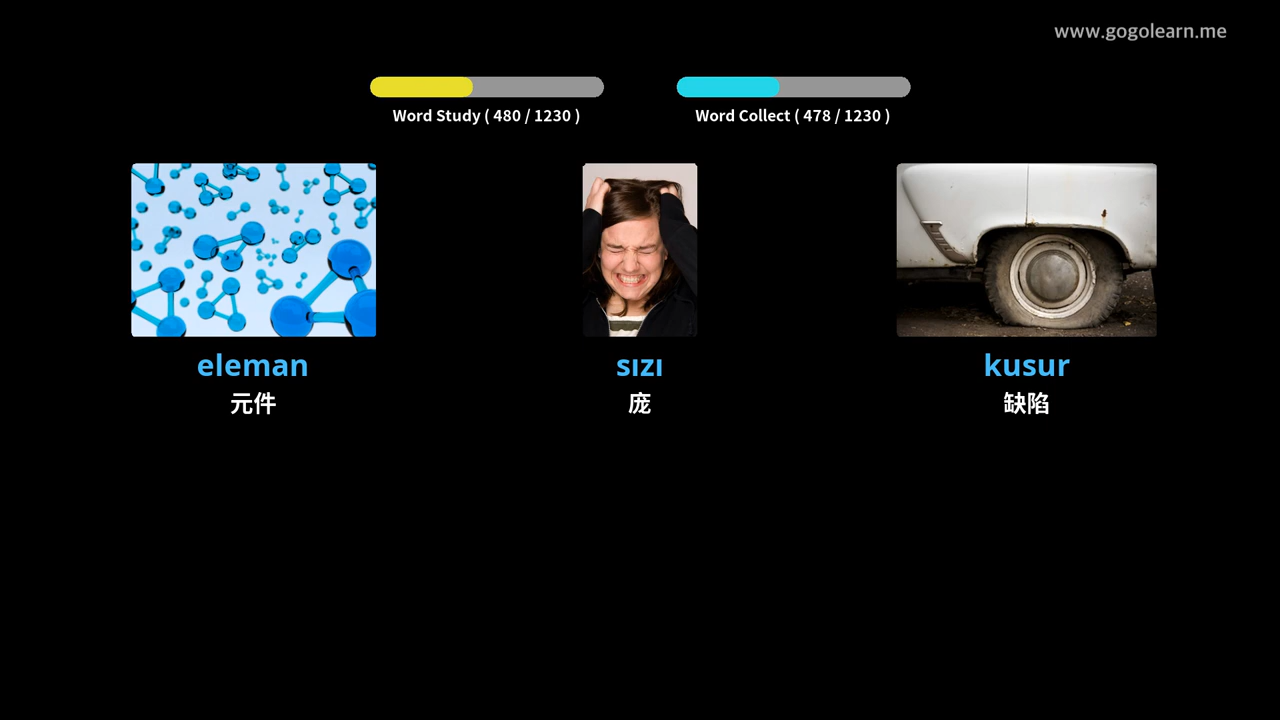 www.gogolearn.me
Word Study ( 480 / 1230 )
Word Collect ( 478 / 1230 )
eleman
元件
sızı
庞
kusur
缺陷